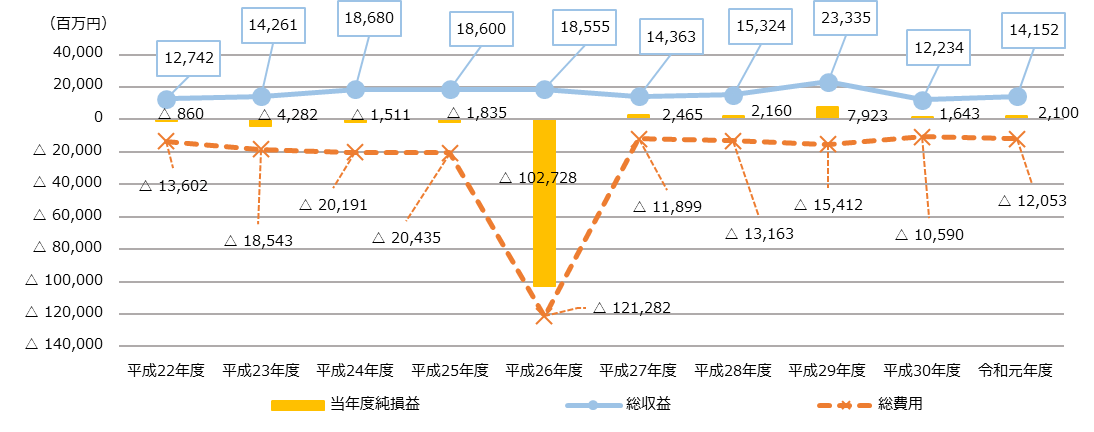 （百万円）
12,742
14,261
18,680
18,600
18,555
14,363
15,324
23,335
12,234
14,152
40,000
20,000
0
△ 20,000
△ 40,000
△ 60,000
△ 80,000
△ 100,000
△ 120,000
△ 140,000
△ 860
△ 4,282
△ 1,511
△ 1,835
△ 102,728
2,465
2,160
7,923
1,643
2,100
△ 13,602
△ 18,543
△ 20,191
△ 20,435
△ 121,282
△ 11,899
△ 13,163
△ 15,412
△ 10,590
△ 12,053
平成22年度
平成23年度
平成24年度
平成25年度
平成26年度
平成27年度
平成28年度
平成29年度
平成30年度
令和元年度
当年度純損益
総収益
総費用